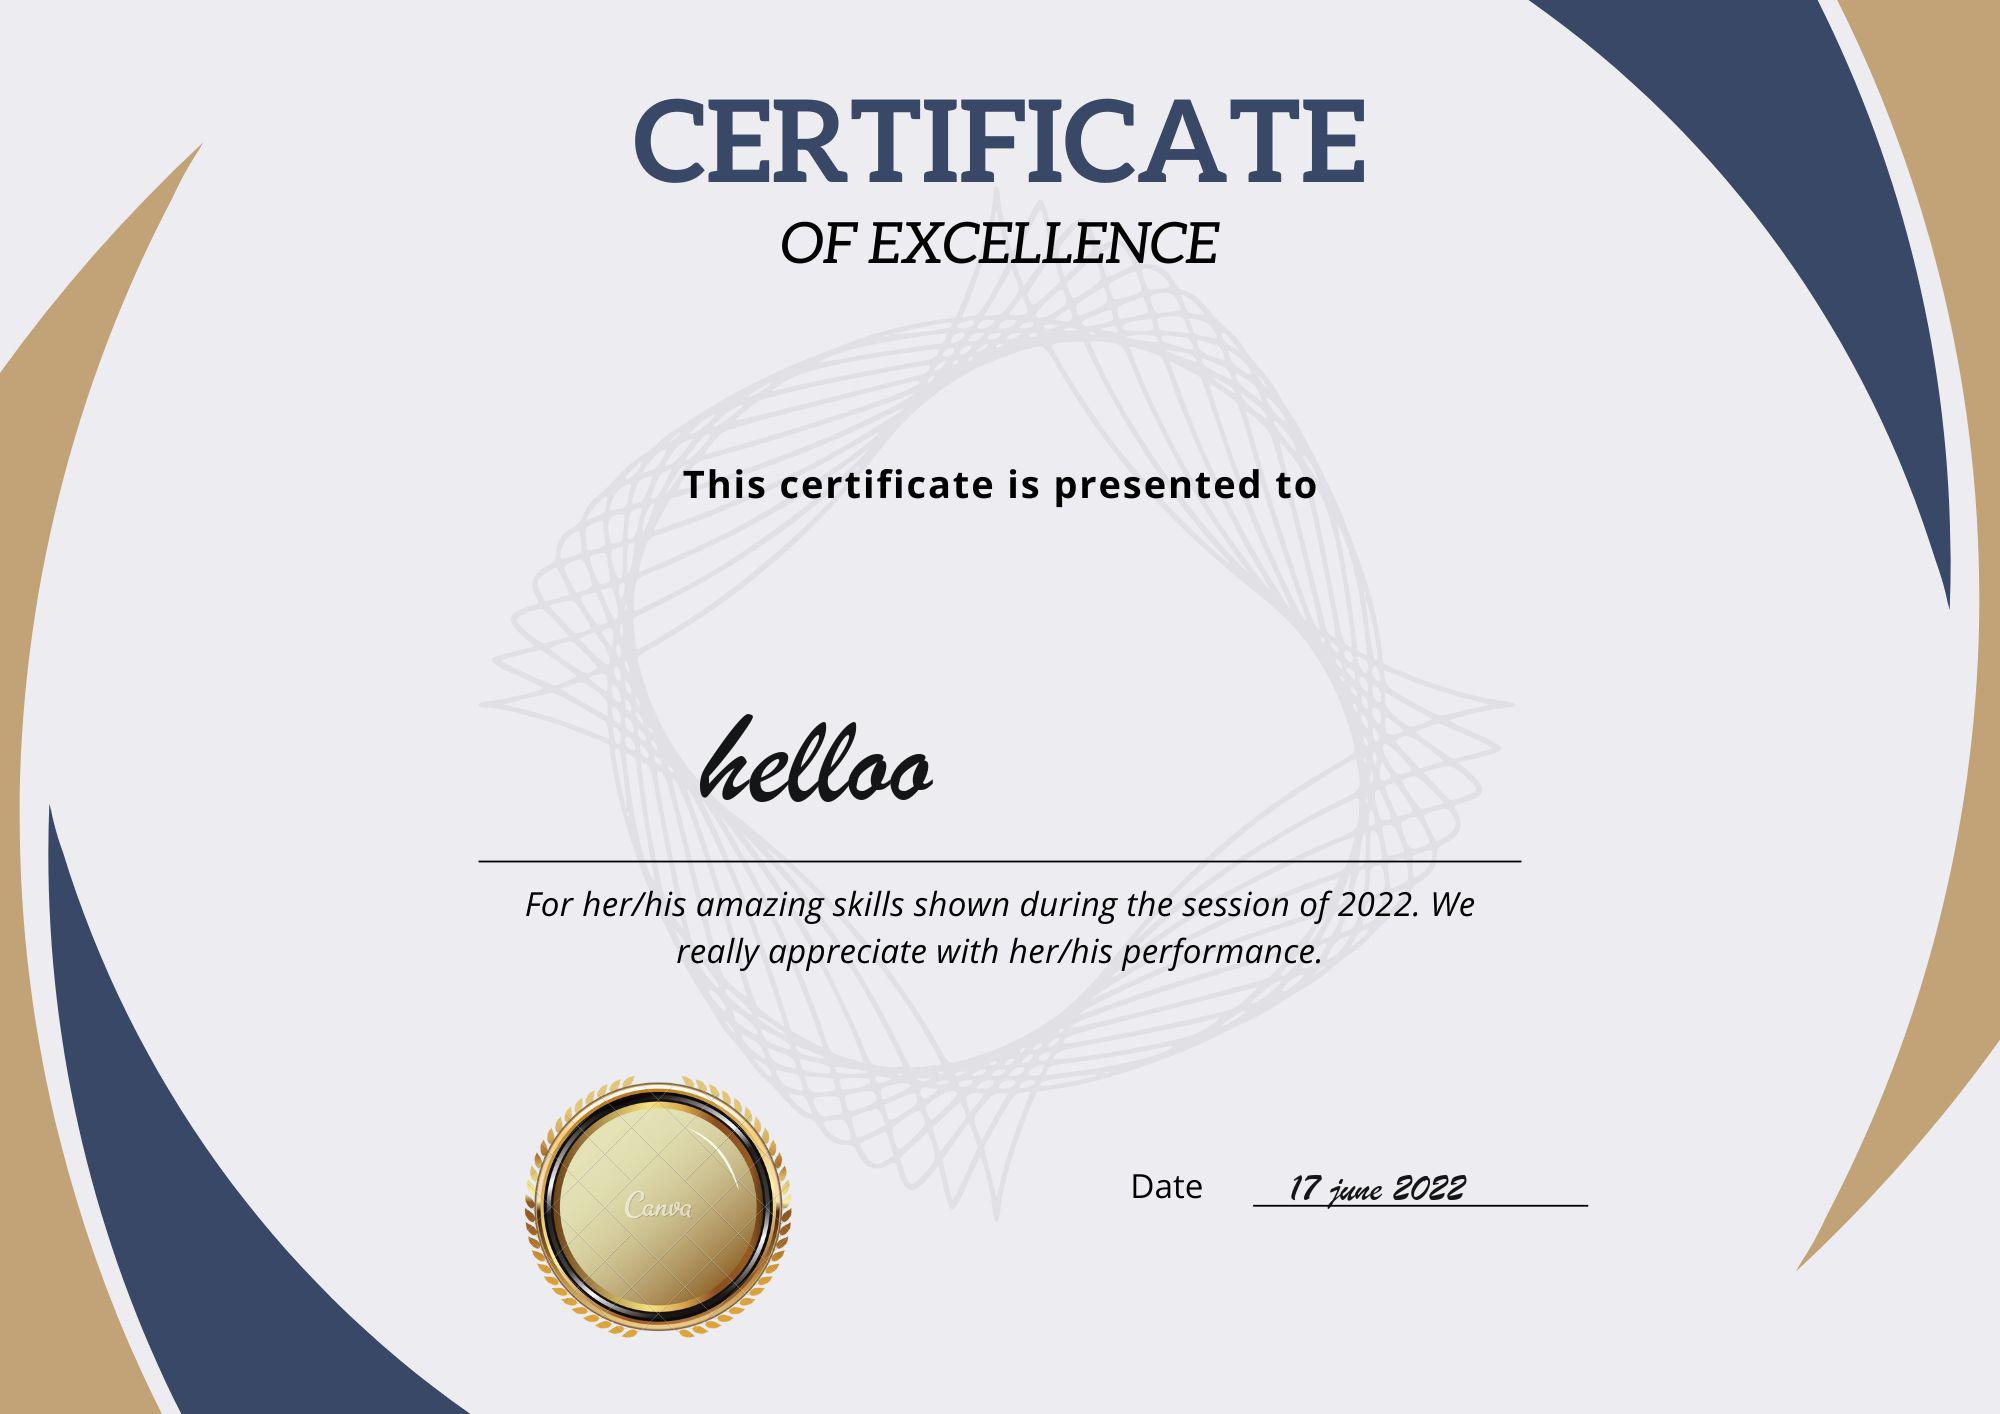 CERTIFICATE
OF EXCELLENCE
This certificate is presented to
helloo
For her/his amazing skills shown during the session of 2022. We
really appreciate with her/his performance.
Canva
Date 17 june 2022